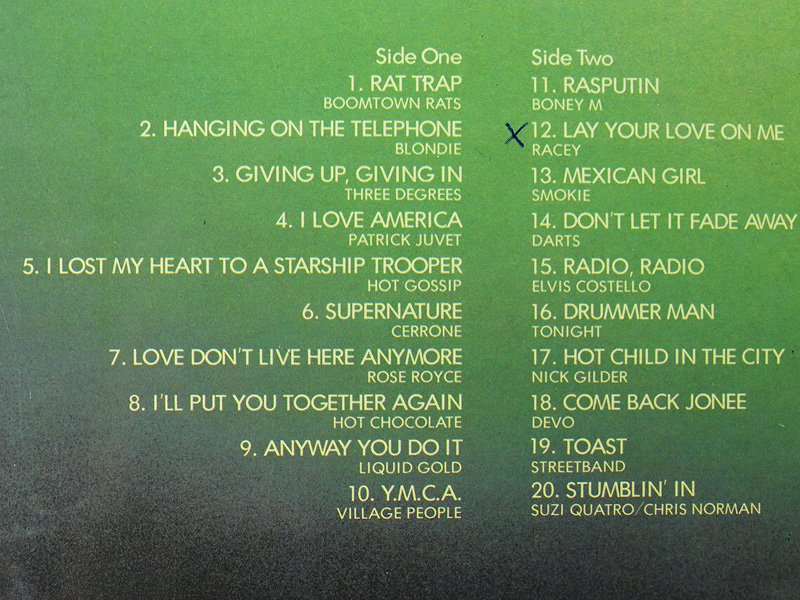 Side One
1. RAT TRAP
BOOMTOWN RATS
2. HANGING ON THE TELEPHONE
BLONDIE
3. GIVING UP, GIVING IN
THREE DEGREES
4. I LOVE AMERICA
PATRICK JUVET
5. I LOST MY HEART TO A STARSHIP TROOPER
HOT GOSSIP
6. SUPERNATURE
CERRONE
7. LOVE DON'T LIVE HERE ANYMORE
ROSE ROYCE
8. I'LL PUT YOU TOGETHER AGAIN
HOT CHOCOLATE
9. ANYWAY YOU DO IT
LIQUID GOLD
10. Y.M.C.A.
VILLAGE PEOPLE
Side Two
11. RASPUTIN
BONEY M
X 12. LAY YOUR LOVE ON ME
RACEY
13. MEXICAN GIRL
SMOKIE
14. DON'T LET IT FADE AWAY
DARTS
15. RADIO, RADIO
ELVIS COSTELLO
16. DRUMMER MAN
TONIGHT
17. HOT CHILD IN THE CITY
NICK GILDER
18. COME BACK JONEE
DEVO
19. TOAST
STREETBAND
20. STUMBLIN' IN
SUZI QUATRO/CHRIS NORMAN